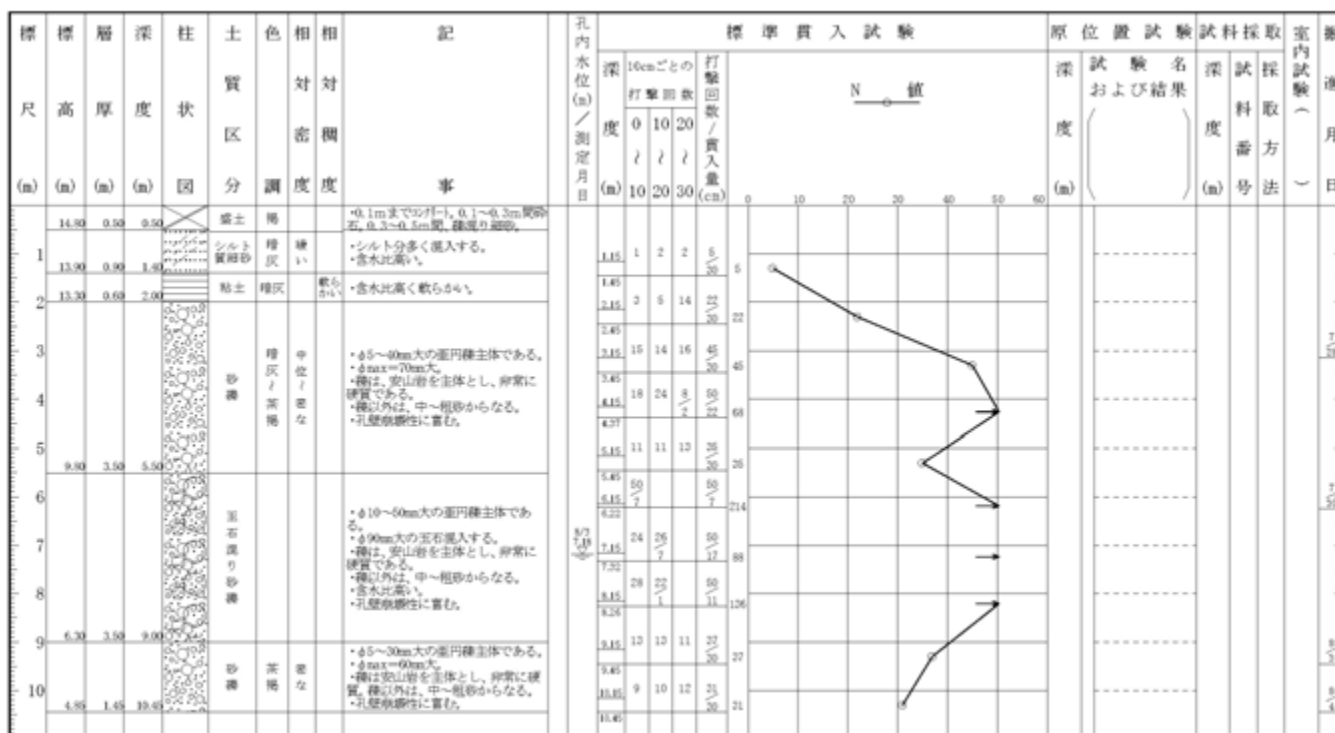 標尺(m)
標高(m)
層厚(m)
深度(m)
柱状図
土質区分
色調
相対密度
相対稠度
記事
孔内水位(m)/測定月日
標準貫入試験
深度(m)
10cmごとの打撃回数
0~10
10~20
20~30
打撃回数/貫入量(cm)
N 値
0 10 20 30 40 50 60
原位置試験
深度(m)
試験名および結果
試料採取
深度(m)
試料番号
採取方法
室内試験
掘進月日
14.80 0.50 0.50 盛土 褐
・0.1mまでコンクリート。0.1~0.3m間砕
石。0.3~0.5m間、礫混り細砂。
1
13.90 0.90 1.40 シルト質細砂 暗灰 緩い
・シルト分多く混入する。
・含水比高い。
13.30 0.60 2.00 粘土 暗灰 軟らかい
・含水比高く軟らかい。
2
3
4
5
9.80 3.50 5.50 砂礫 暗灰~茶褐 中位~密な
・φ5~40mm大の亜円礫主体である。
・φmax=70mm大。
・礫は、安山岩を主体とし、非常に
硬質である。
・礫以外は、中~粗砂からなる。
・孔壁崩壊性に富む。
6
7
8
9
6.30 3.50 9.00 玉石混り砂礫
・φ10~50mm大の亜円礫主体であ
る。
・φ90mm大の玉石混入する。
・礫は、安山岩を主体とし、非常に
硬質である。
・礫以外は、中~粗砂からなる。
・含水比高い。
・孔壁崩壊性に富む。
10
4.85 1.45 10.45 砂礫 茶褐 密な
・φ5~30mm大の亜円礫主体である。
・φmax=60mm大。
・礫は安山岩を主体とし、非常に硬
質。礫以外は、中~粗砂からなる。
・孔壁崩壊性に富む。
1.15 1 2 2 5/30 5
1.45
2.15 3 5 14 22/30 22
2.45
3.15 15 14 16 45/30 45
3.45
4.15 18 24 8/2 50/22 68
4.37
5.15 11 11 13 35/30
5.45
6.15 50/7 50/7 214
6.22
7.15 24 26/7 50/17 88
7.32
8.15 28 22/1 50/11 136
8.26
9.15 13 13 11 37/30
9.45
10.15 9 10 12 31/30
10.45